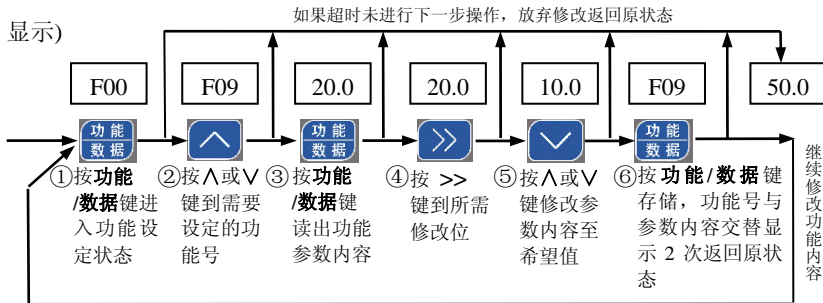 如果超时未进行下一步操作，放弃修改返回原状态
显示)
F00
F09
20.0
20.0
10.0
F09
50.0
功能
数据
功能
数据
>>
功能
数据
①按功能
/数据键进
入功能设
定状态
②按∧或∨
键到需要
设定的功
能号
③按功能
/数据键
读出功能
参数内容
④按 >>
键到所需
修改位
⑤按∧或∨
键修改参
数内容至
希望值
⑥按功能/数据键
存储，功能号与
参数内容交替显
示 2 次返回原状
态
继续修改功能内容